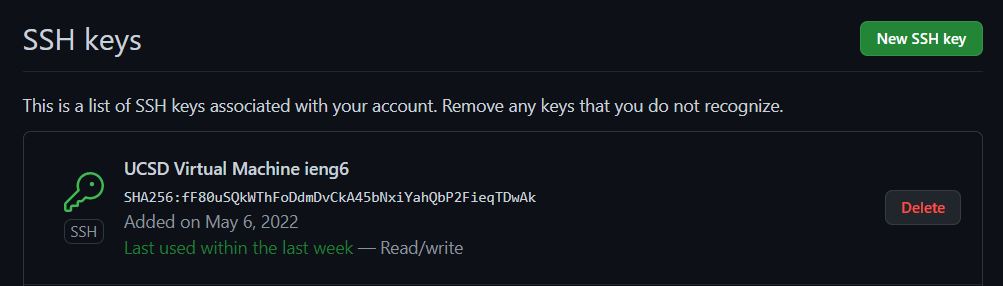 SSH keys
New SSH key
This is a list of SSH keys associated with your account. Remove any keys that you do not recognize.
UCSD Virtual Machine ieng6
SHA256:fF80uSQkWThFoDdmDvCkA45bNxiYahQbP2FieqTDwAk
Added on May 6, 2022
Last used within the last week — Read/write
SSH
Delete